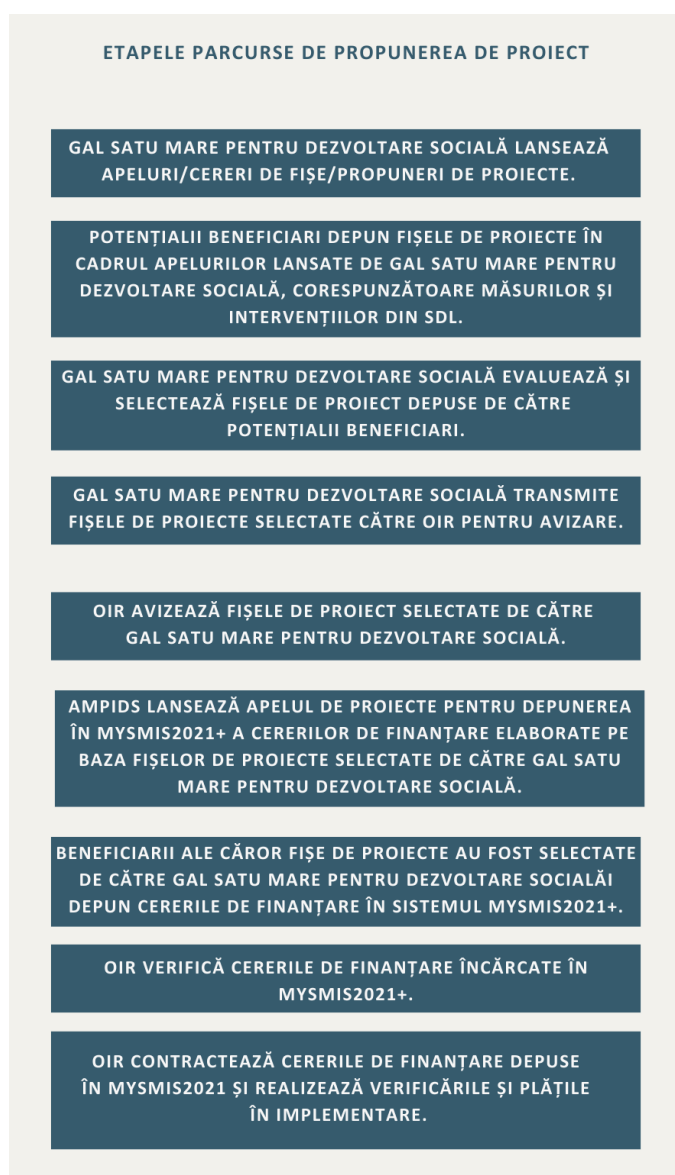 ETAPELE PARCURSE DE PROPUNEREA DE PROIECT
GAL SATU MARE PENTRU DEZVOLTARE SOCIALĂ LANSEAZĂ
APELURI/CERERI DE FIȘE/PROPUNERI DE PROIECTE.
POTENȚIALII BENEFICIARI DEPUN FIȘELE DE PROIECTE ÎN
CADRUL APELURILOR LANSATE DE GAL SATU MARE PENTRU
DEZVOLTARE SOCIALĂ, CORESPUNZĂTOARE MĂSURILOR ȘI
INTERVENȚIILOR DIN SDL.
GAL SATU MARE PENTRU DEZVOLTARE SOCIALĂ EVALUEAZĂ ȘI
SELECTEAZĂ FIȘELE DE PROIECT DEPUSE DE CĂTRE
POTENȚIALII BENEFICIARI.
GAL SATU MARE PENTRU DEZVOLTARE SOCIALĂ TRANSMITE
FIȘELE DE PROIECTE SELECTATE CĂTRE OIR PENTRU AVIZARE.
OIR AVIZEAZĂ FIȘELE DE PROIECT SELECTATE DE CĂTRE
GAL SATU MARE PENTRU DEZVOLTARE SOCIALĂ.
AMPIDS LANSEAZĂ APELUL DE PROIECTE PENTRU DEPUNEREA
ÎN MYSMIS2021+ A CERERILOR DE FINANȚARE ELABORATE PE
BAZA FIȘELOR DE PROIECTE SELECTATE DE CĂTRE GAL SATU
MARE PENTRU DEZVOLTARE SOCIALĂ.
BENEFICIARII ALE CĂROR FIȘE DE PROIECTE AU FOST SELECTATE
DE CĂTRE GAL SATU MARE PENTRU DEZVOLTARE SOCIALĂI
DEPUN CERERILE DE FINANȚARE ÎN SISTEMUL MYSMIS2021+.
OIR VERIFICĂ CERERILE DE FINANȚARE ÎNCĂRCATE ÎN
MYSMIS2021+.
OIR CONTRACTEAZĂ CERERILE DE FINANȚARE DEPUSE
ÎN MYSMIS2021 ȘI REALIZEAZĂ VERIFICĂRILE ȘI PLĂȚILE
ÎN IMPLEMENTARE.